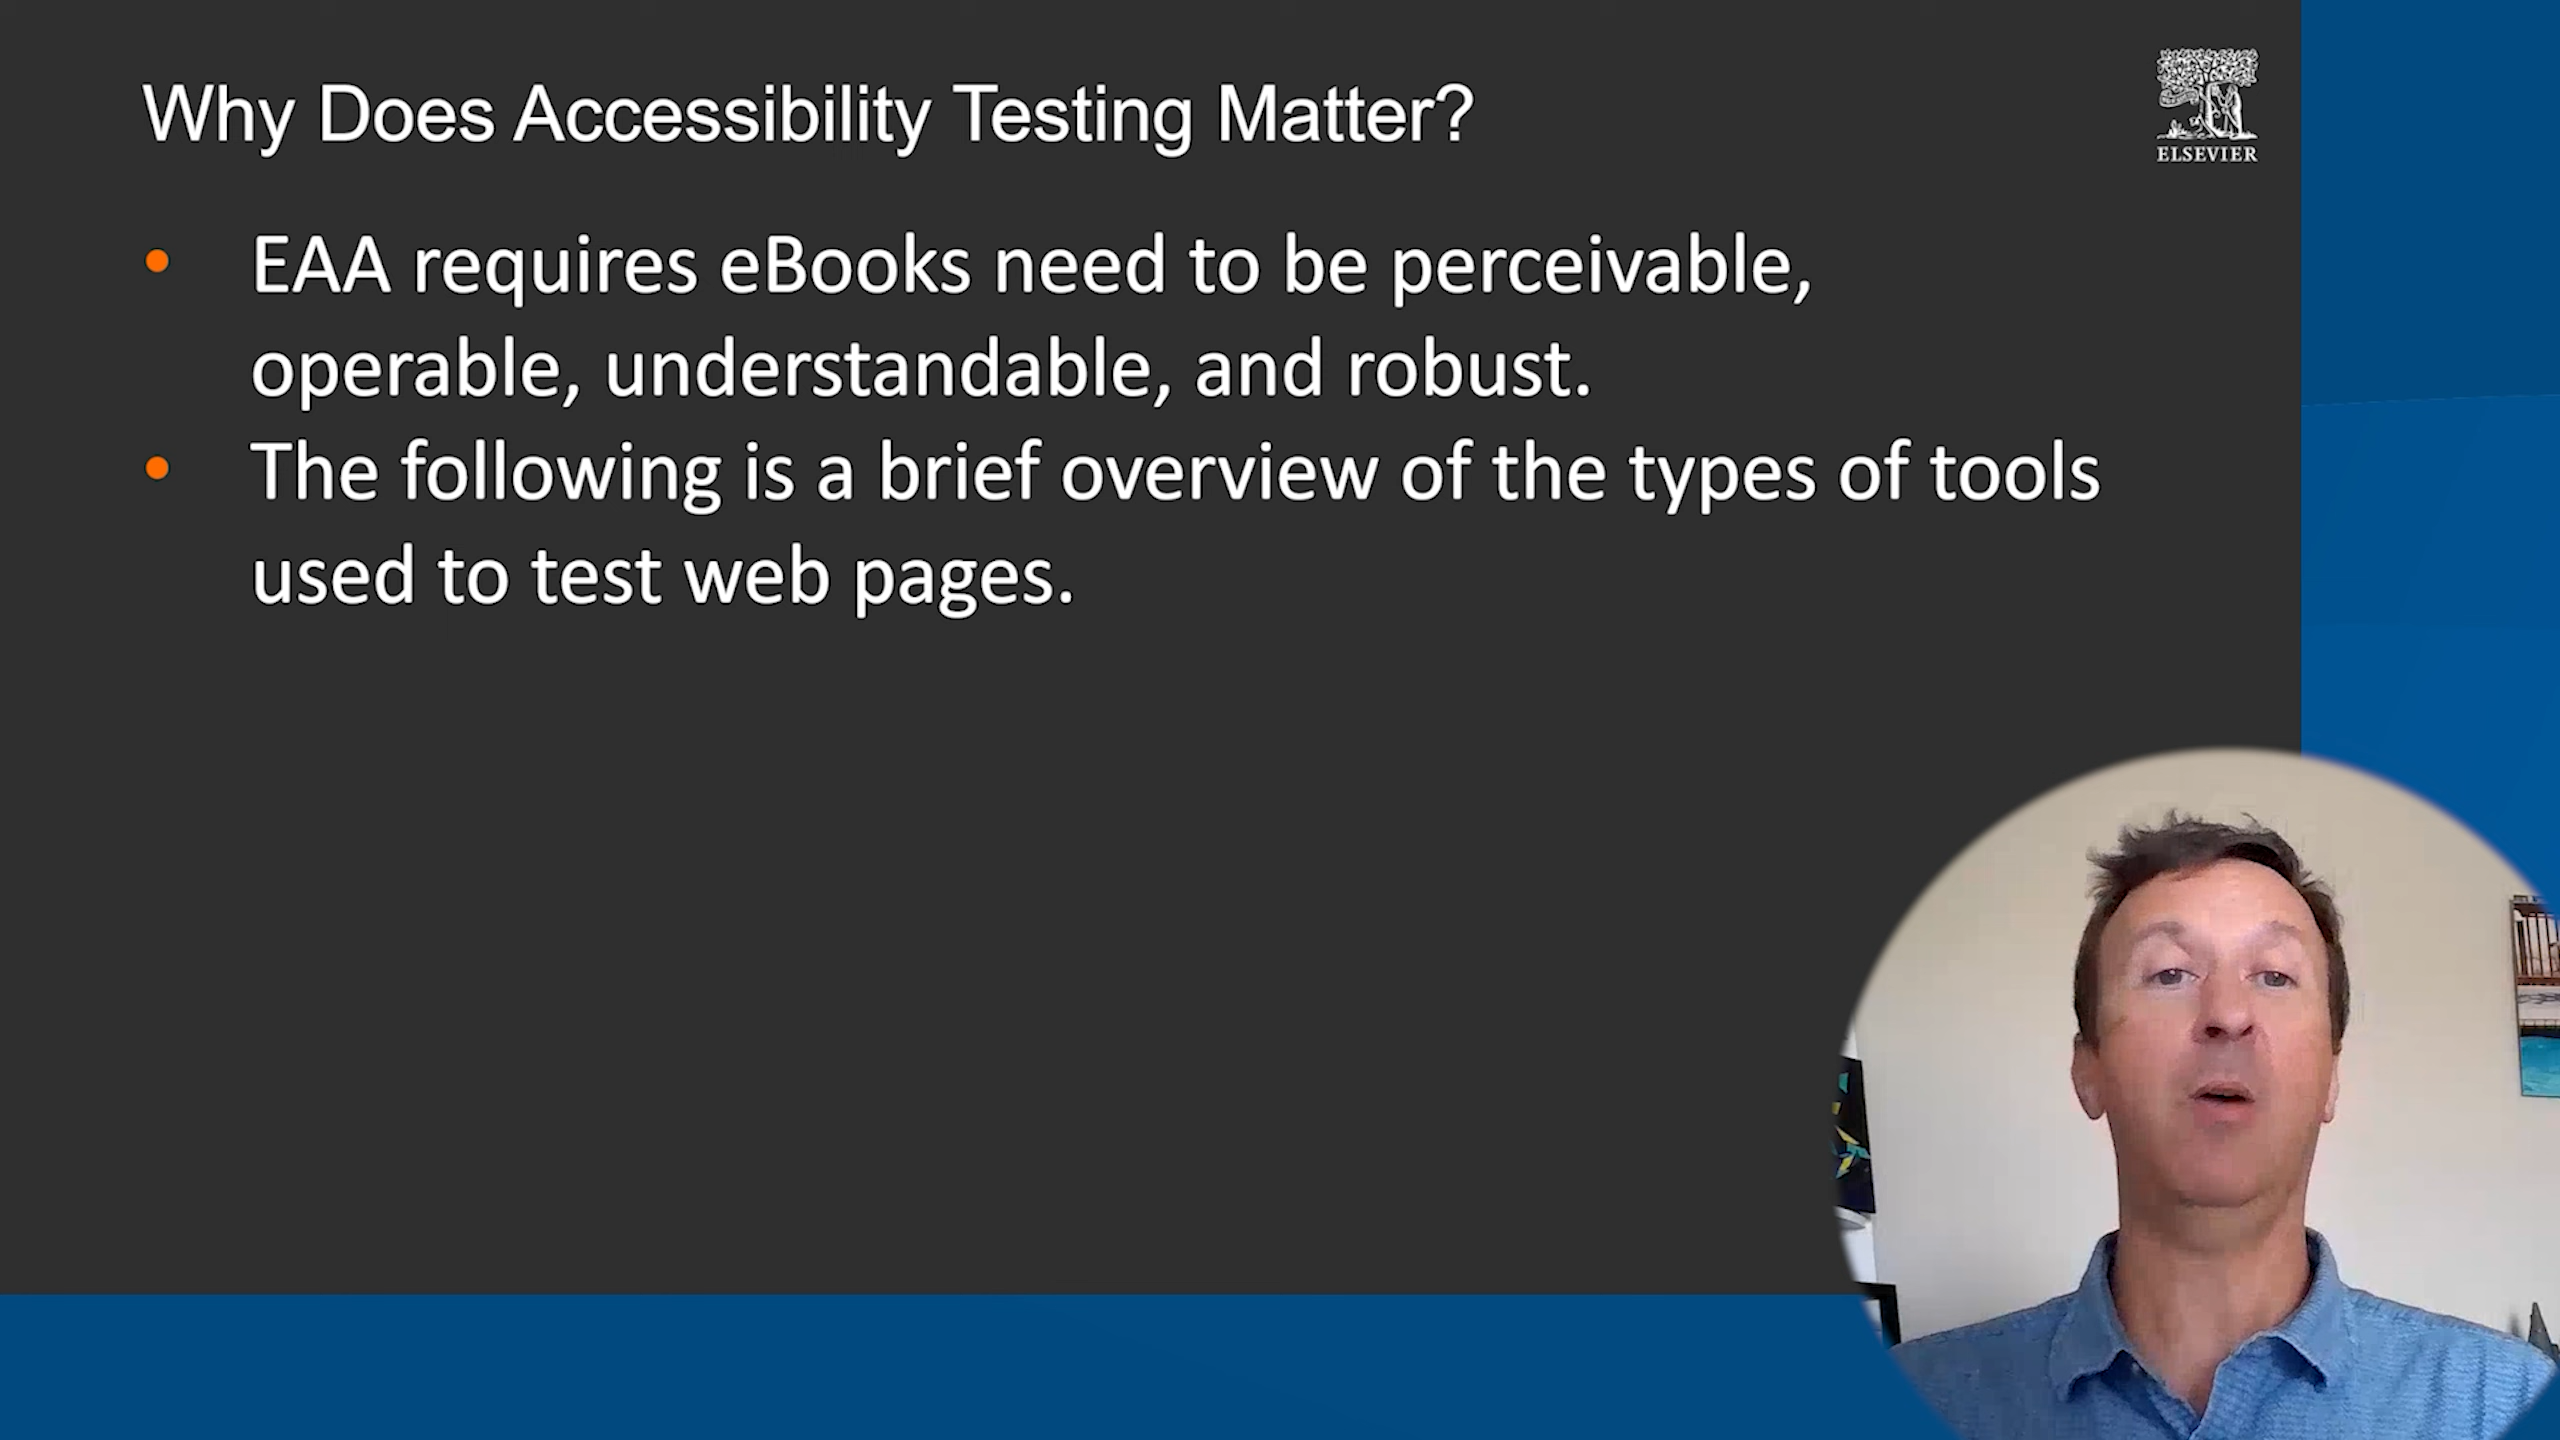 Why Does Accessibility Testing Matter?
ELSEVIER
• EAA requires eBooks need to be perceivable,
operable, understandable, and robust.
• The following is a brief overview of the types of tools
used to test web pages.